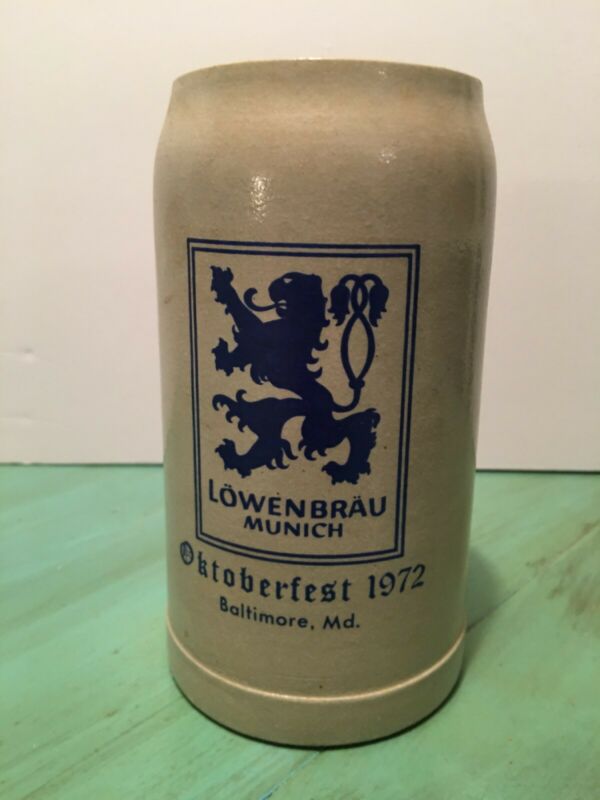 LÖWENBRÄU
MUNICH
Oktoberfest 1972
Baltimore, Md.